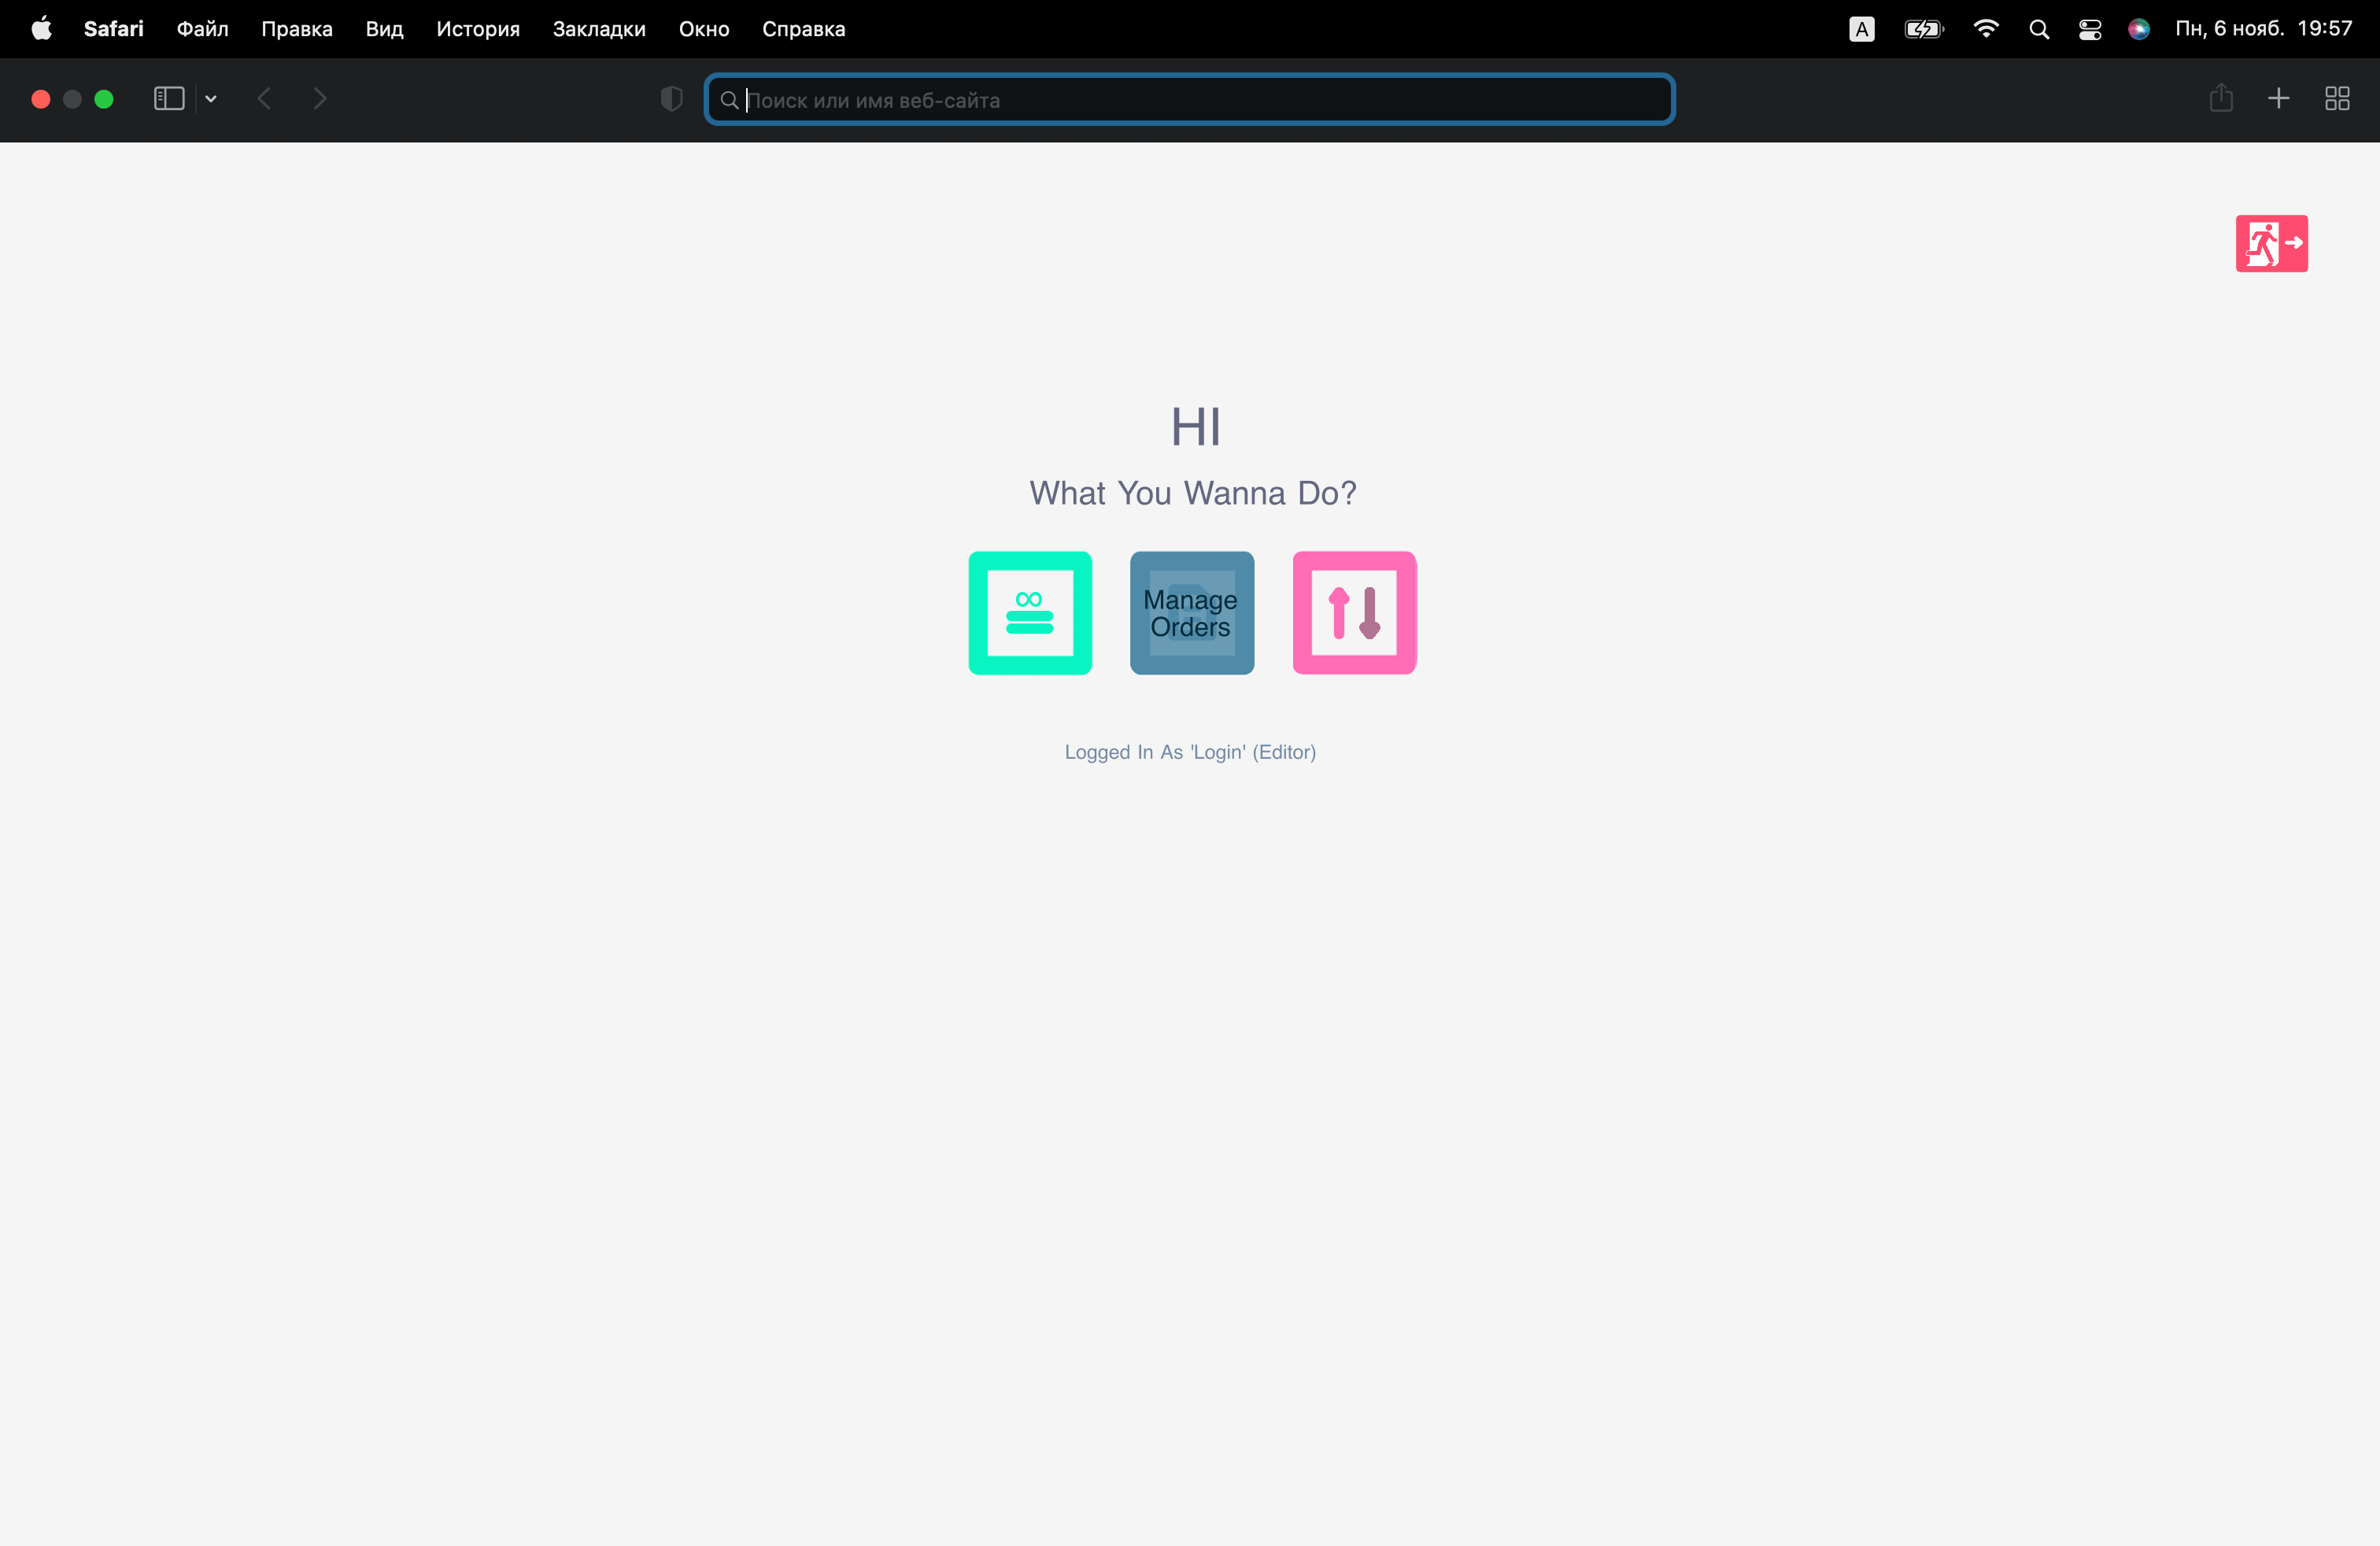 Safari Файл Правка Вид История Закладки Окно Справка A Пн, 6 нояб. 19:57
Поиск или имя веб-сайта
HI
What You Wanna Do?
Manage
Orders
Logged In As 'Login' (Editor)